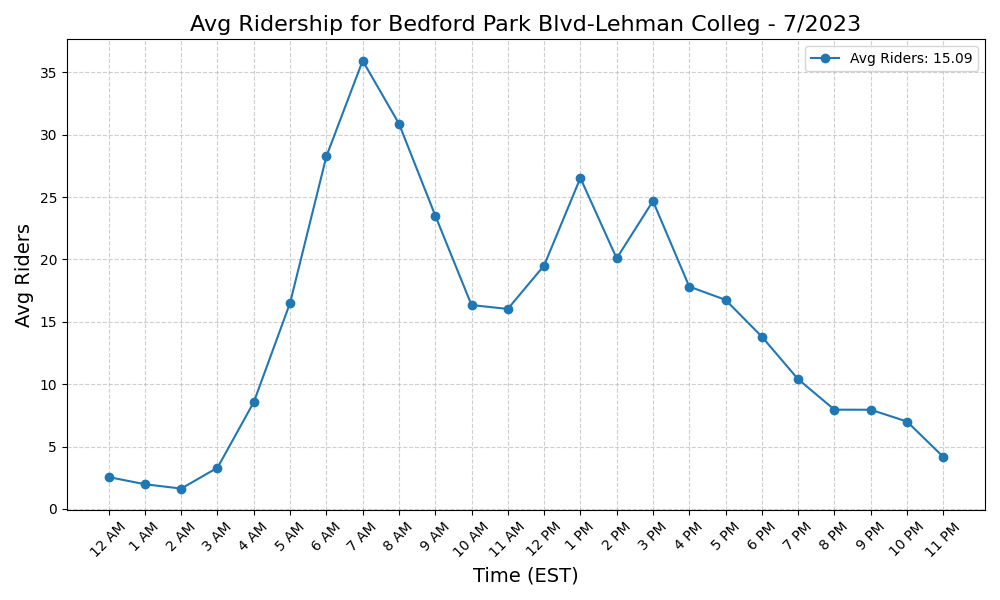 Avg Ridership for Bedford Park Blvd-Lehman Colleg - 7/2023
Avg Riders: 15.09
Avg Riders
35
30
25
20
15
10
5
0
12 AM
1 AM
2 AM
3 AM
4 AM
5 AM
6 AM
7 AM
8 AM
9 AM
10 AM
11 AM
12 PM
1 PM
2 PM
3 PM
4 PM
5 PM
6 PM
7 PM
8 PM
9 PM
10 PM
11 PM
Time (EST)